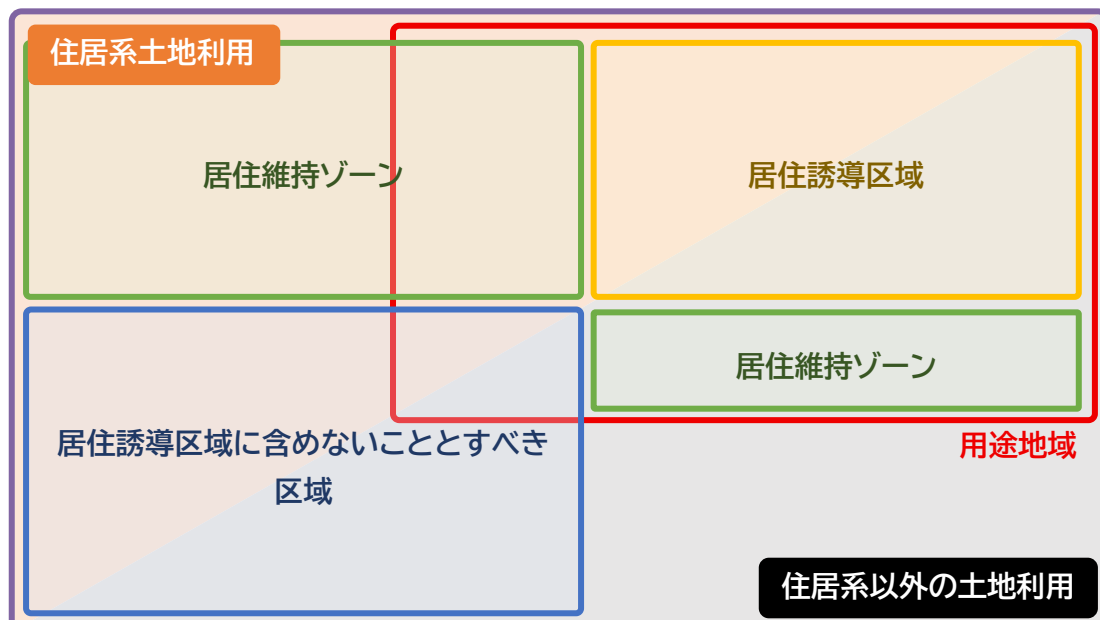 住居系土地利用
居住維持ゾーン
居住誘導区域
居住維持ゾーン
居住誘導区域に含めないこととすべき
区域
用途地域
住居系以外の土地利用